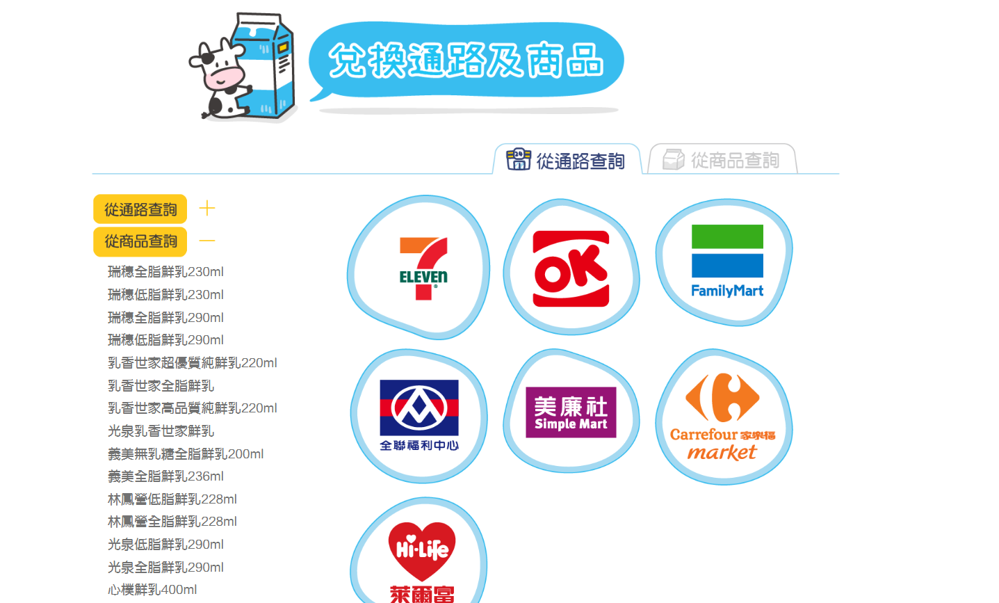 兌換通路及商品
24 從通路查詢
從商品查詢
從通路查詢
從商品查詢
瑞穗全脂鮮乳230ml
瑞穗低脂鮮乳230ml
瑞穗全脂鮮乳290ml
瑞穗低脂鮮乳290ml
乳香世家超優質純鮮乳220ml
乳香世家全脂鮮乳
乳香世家高品質純鮮乳220ml
光泉乳香世家鮮乳
義美無乳糖全脂鮮乳200ml
義美全脂鮮乳236ml
林鳳營低脂鮮乳228ml
林鳳營全脂鮮乳228ml
光泉低脂鮮乳290ml
光泉全脂鮮乳290ml
心樸鮮乳400ml
7
ELEVEn
®
OK
FamilyMart
全聯福利中心
美廉社
Simple Mart
Carrefour 家樂福
market
Hi-Life
萊爾富